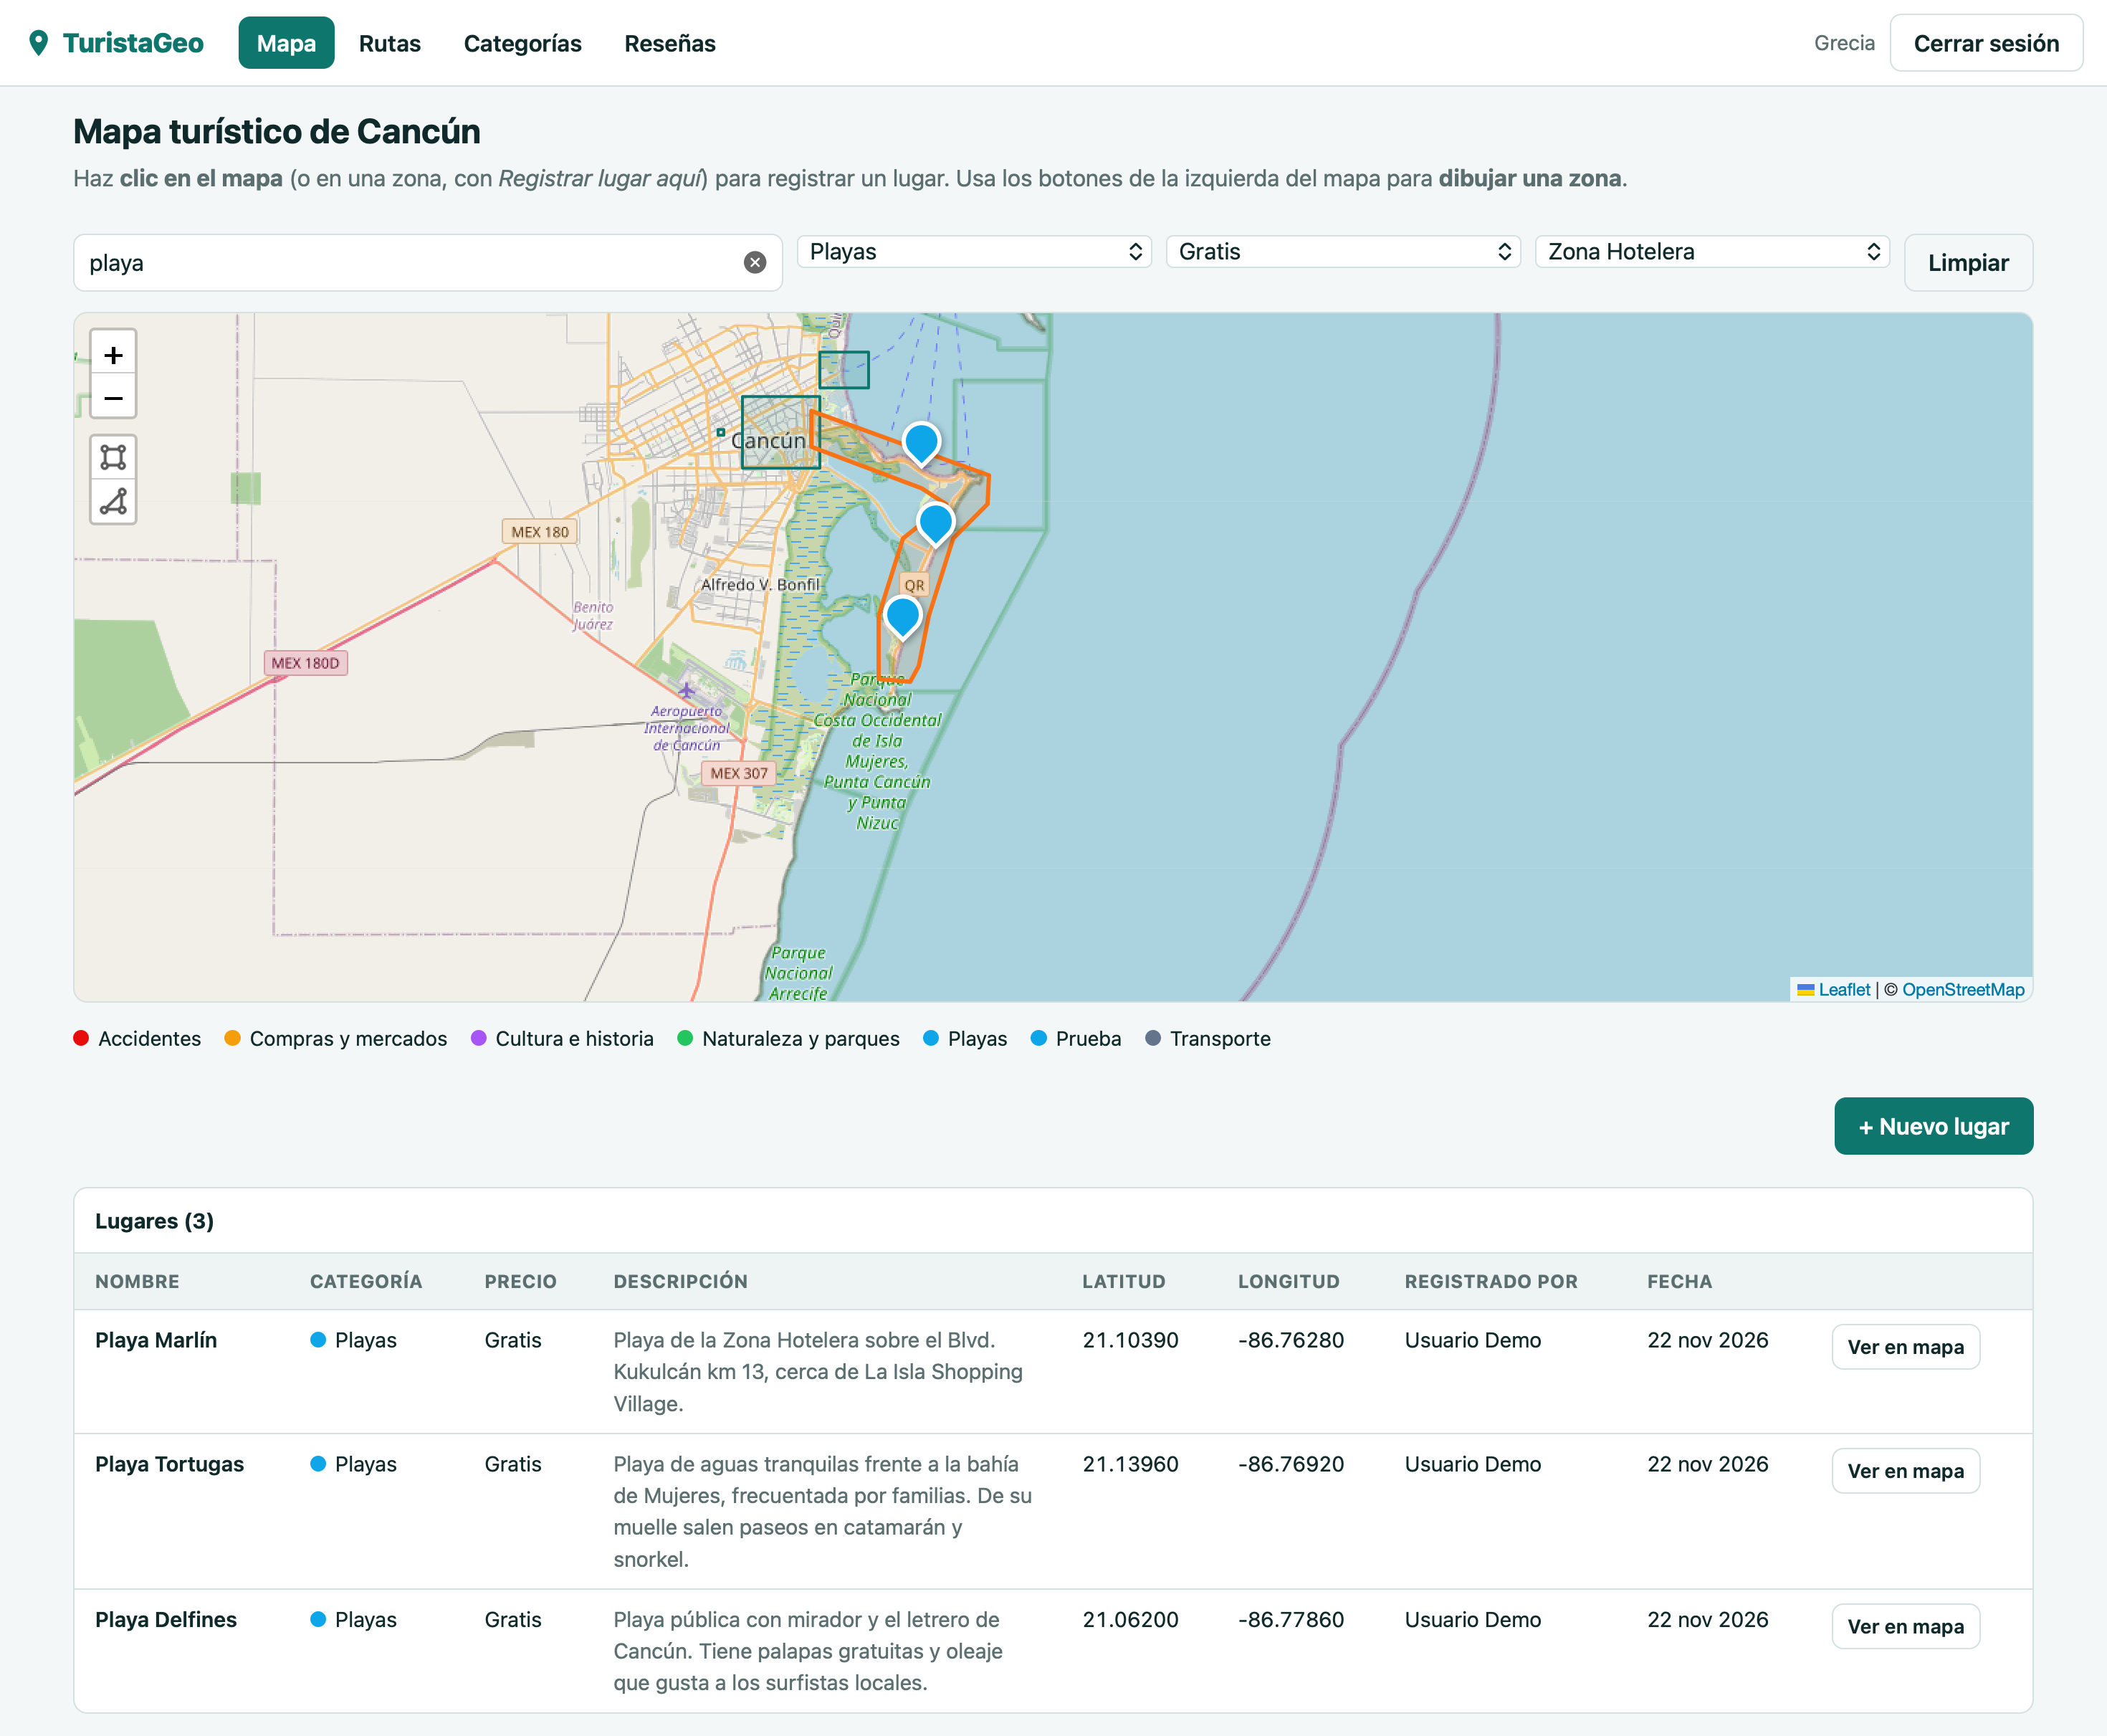 TuristaGeo
Mapa
Rutas
Categorías
Reseñas
Grecia
Cerrar sesión
Mapa turístico de Cancún
Haz clic en el mapa (o en una zona, con Registrar lugar aquí) para registrar un lugar. Usa los botones de la izquierda del mapa para dibujar una zona.
playa
Playas
Gratis
Zona Hotelera
Limpiar
+
−
Cancún
MEX 180
Alfredo V. Bonfil
QR
Benito
Juárez
MEX 180D
Aeropuerto
Internacional
de Cancún
MEX 307
Parque
Nacional
Costa Occidental
de Isla
Mujeres,
Punta Cancún
y Punta
Nizuc
Parque
Nacional
Arrecife
Leaflet | © OpenStreetMap
Accidentes
Compras y mercados
Cultura e historia
Naturaleza y parques
Playas
Prueba
Transporte
+ Nuevo lugar
Lugares (3)
NOMBRE CATEGORÍA PRECIO DESCRIPCIÓN LATITUD LONGITUD REGISTRADO POR FECHA
Playa Marlín Playas Gratis Playa de la Zona Hotelera sobre el Blvd. 21.10390 -86.76280 Usuario Demo 22 nov 2026 Ver en mapa
Kukulcán km 13, cerca de La Isla Shopping
Village.
Playa Tortugas Playas Gratis Playa de aguas tranquilas frente a la bahía 21.13960 -86.76920 Usuario Demo 22 nov 2026 Ver en mapa
de Mujeres, frecuentada por familias. De su
muelle salen paseos en catamarán y
snorkel.
Playa Delfines Playas Gratis Playa pública con mirador y el letrero de 21.06200 -86.77860 Usuario Demo 22 nov 2026 Ver en mapa
Cancún. Tiene palapas gratuitas y oleaje
que gusta a los surfistas locales.